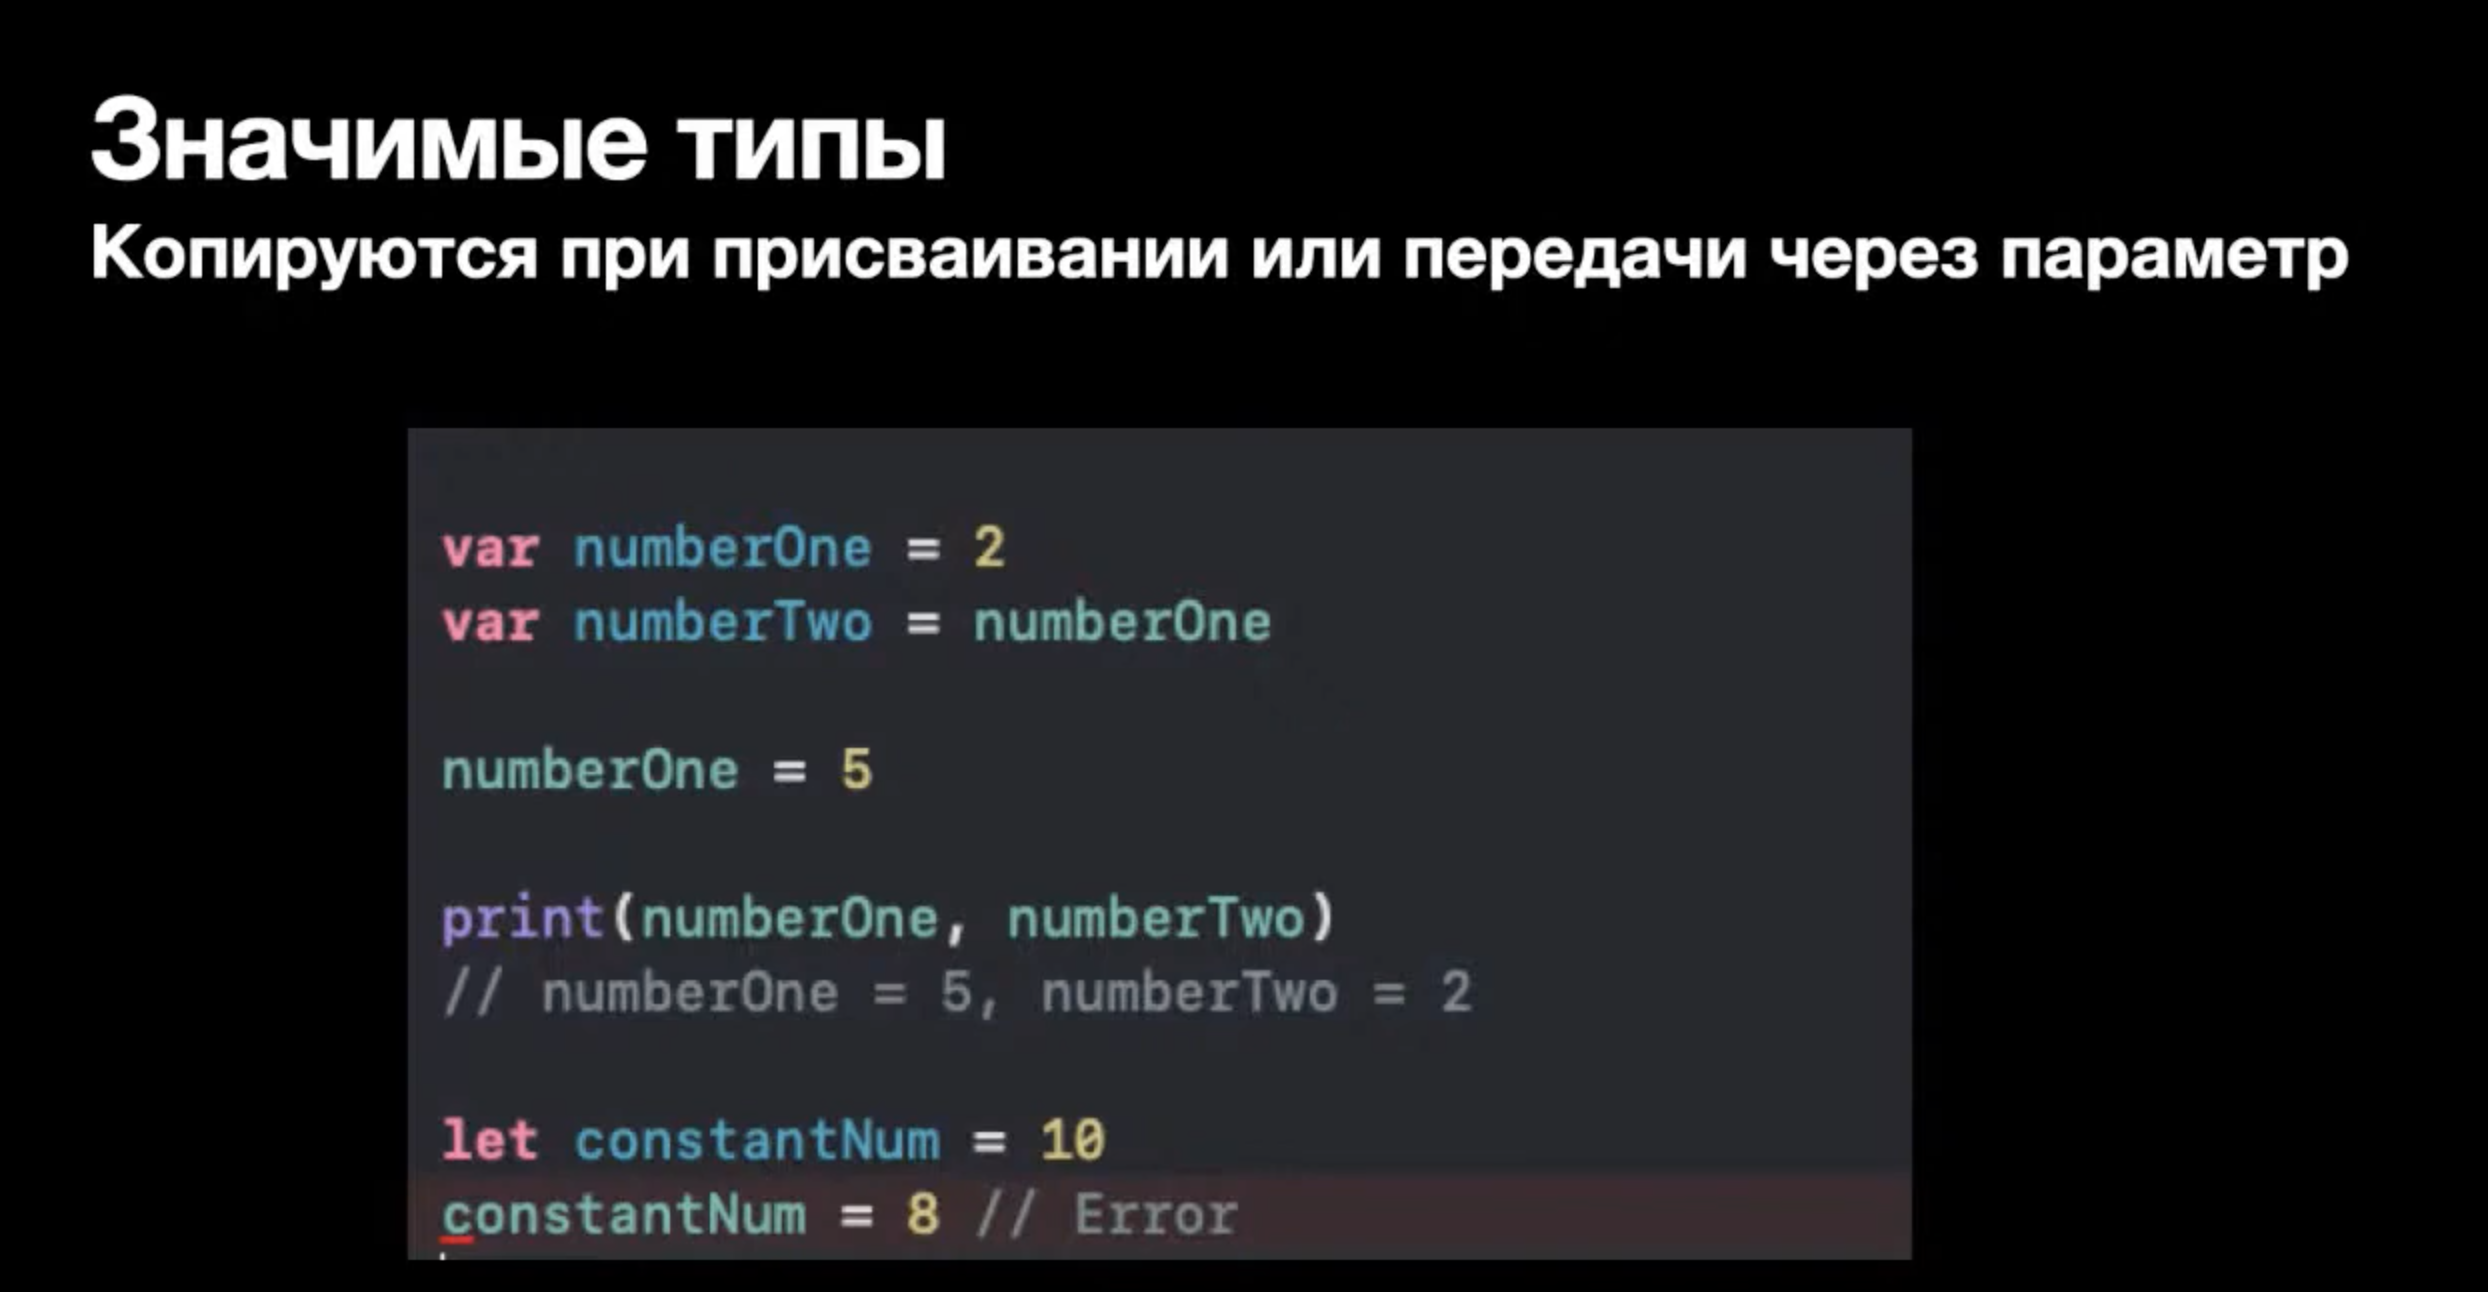 Значимые типы
Копируются при присваивании или передачи через параметр
var numberOne = 2
var numberTwo = numberOne
numberOne = 5
print(numberOne, numberTwo)
// numberOne = 5, numberTwo = 2
let constantNum = 10
constantNum = 8 // Error